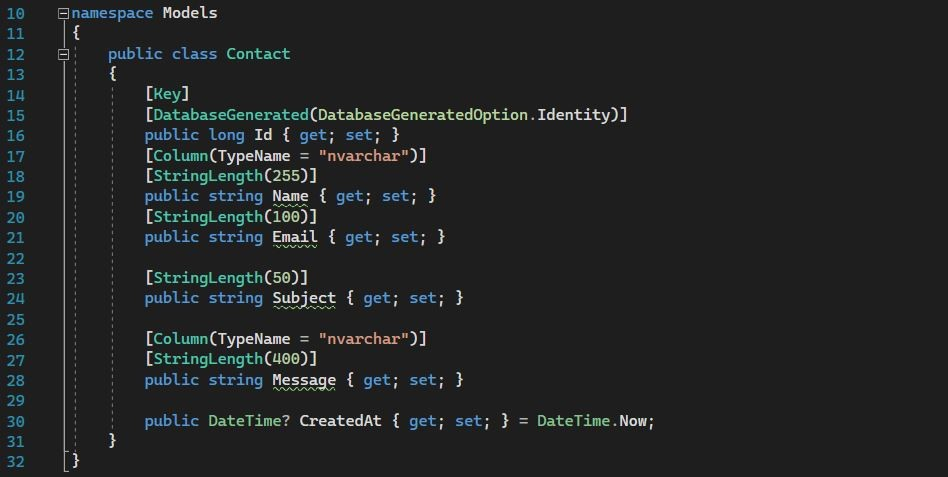 10 namespace Models
11 {
12     public class Contact
13     {
14         [Key]
15         [DatabaseGenerated(DatabaseGeneratedOption.Identity)]
16         public long Id { get; set; }
17         [Column(TypeName = "nvarchar")]
18         [StringLength(255)]
19         public string Name { get; set; }
20         [StringLength(100)]
21         public string Email { get; set; }
22
23         [StringLength(50)]
24         public string Subject { get; set; }
25
26         [Column(TypeName = "nvarchar")]
27         [StringLength(400)]
28         public string Message { get; set; }
29
30         public DateTime? CreatedAt { get; set; } = DateTime.Now;
31     }
32 }